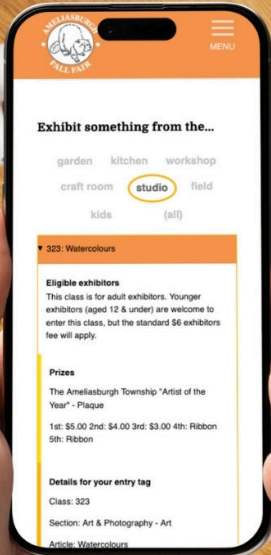 AMELIASBURGH
FALL FAIR
MENU
Exhibit something from the...
garden kitchen workshop
craft room studio field
kids (all)
▼ 323: Watercolours
Eligible exhibitors
This class is for adult exhibitors. Younger
exhibitors (aged 12 & under) are welcome to
enter this class, but the standard $6 exhibitors
fee will apply.
Prizes
The Ameliasburgh Township "Artist of the
Year" - Plaque
1st: $5.00 2nd: $4.00 3rd: $3.00 4th: Ribbon
5th: Ribbon
Details for your entry tag
Class: 323
Section: Art & Photography - Art
Article: Watercolours